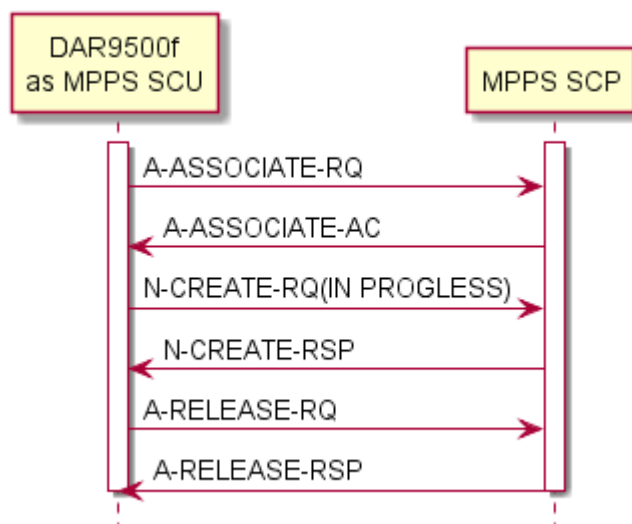 DAR9500f
as MPPS SCU
MPPS SCP
A-ASSOCIATE-RQ
A-ASSOCIATE-AC
N-CREATE-RQ(IN PROGLESS)
N-CREATE-RSP
A-RELEASE-RQ
A-RELEASE-RSP